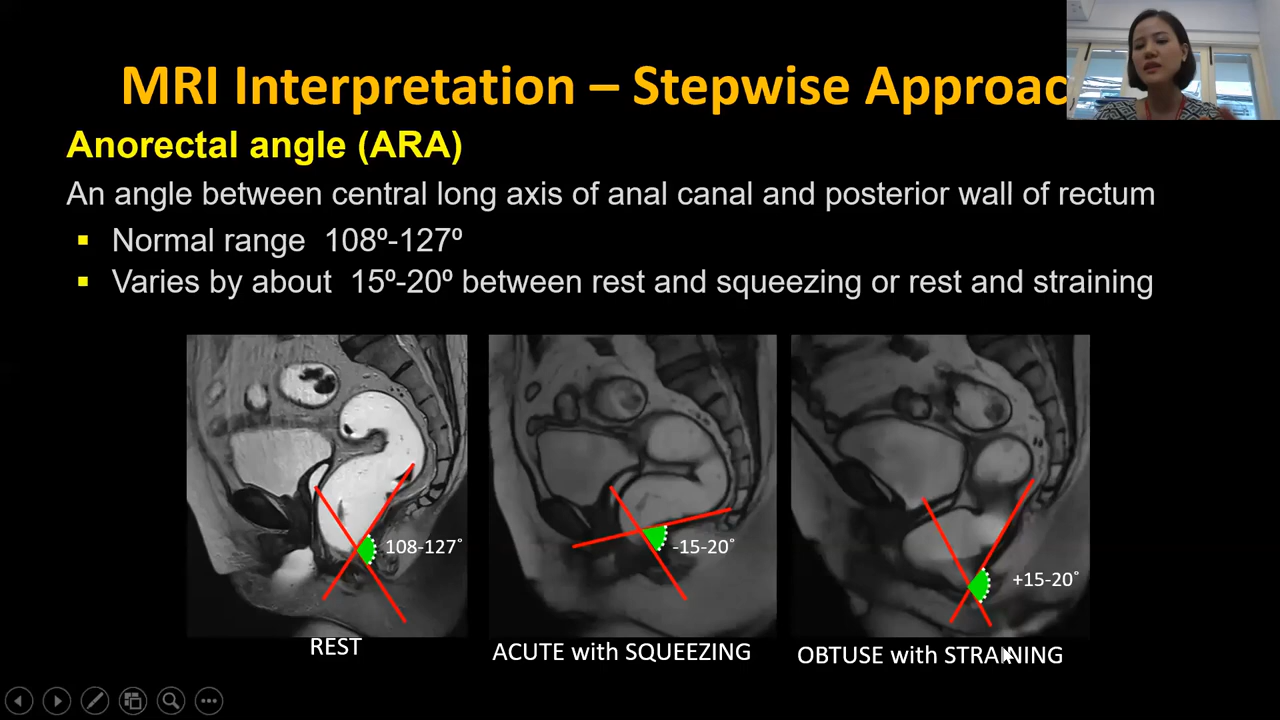 MRI Interpretation – Stepwise Approac
Anorectal angle (ARA)
An angle between central long axis of anal canal and posterior wall of rectum
▪ Normal range 108º-127º
▪ Varies by about 15º-20º between rest and squeezing or rest and straining
108-127˚
-15-20˚
+15-20˚
REST
ACUTE with SQUEEZING
OBTUSE with STRAINING